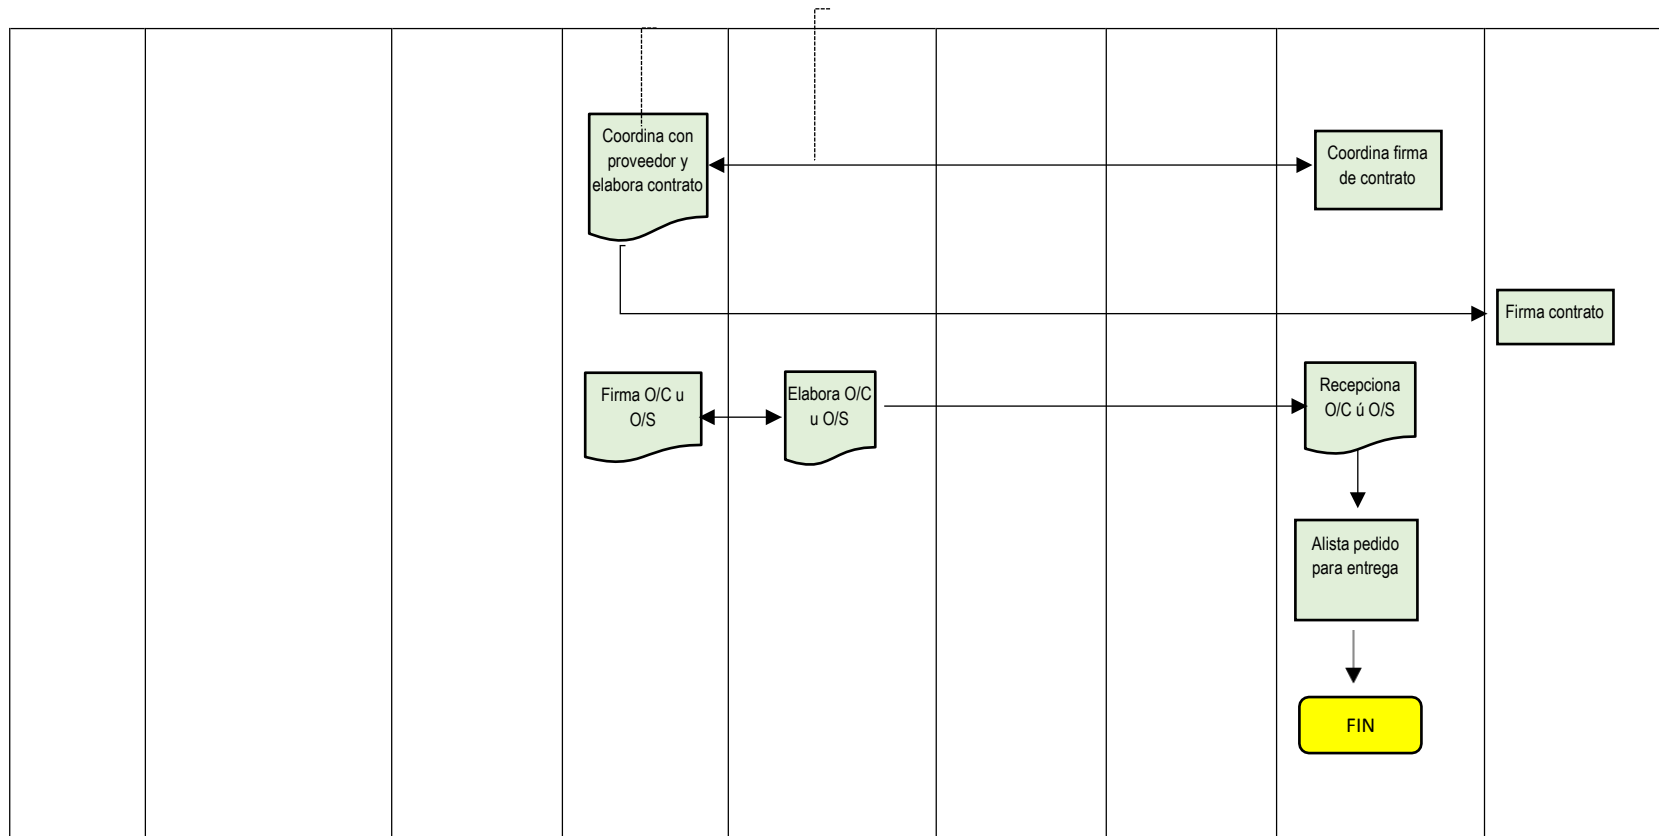 Coordina con
proveedor y
elabora contrato
Coordina firma
de contrato
Firma contrato
Firma O/C u
O/S
Elabora O/C
u O/S
Recepciona
O/C ú O/S
Alista pedido
para entrega
FIN